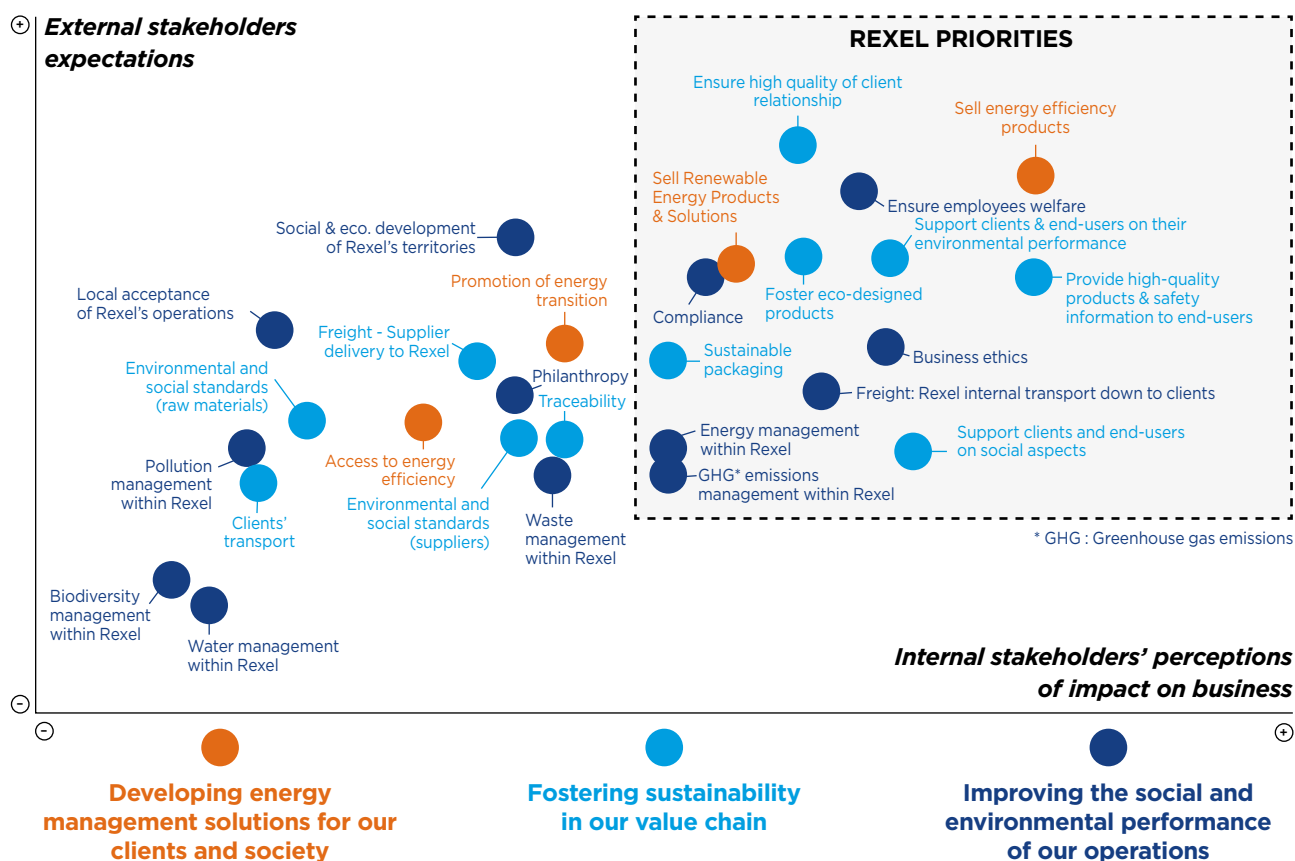 +
External stakeholders
expectations
REXEL PRIORITIES
Ensure high quality of client
relationship
Sell energy efficiency
products
Sell Renewable
Energy Products
& Solutions
Ensure employees welfare
Support clients & end-users on their
environmental performance
Social & eco. development
of Rexel's territories
Promotion of energy
transition
Compliance
Foster eco-designed
products
Provide high-quality
products & safety
information to end-users
Local acceptance
of Rexel's operations
Freight - Supplier
delivery to Rexel
Sustainable
packaging
Business ethics
Environmental and
social standards
(raw materials)
Philanthropy
Traceability
Freight: Rexel internal transport down to clients
Energy management
within Rexel
Support clients and end-users
on social aspects
Pollution
management
within Rexel
Access to energy
efficiency
GHG* emissions
management within Rexel
Clients'
transport
Environmental and
social standards
(suppliers)
Waste
management
within Rexel
* GHG : Greenhouse gas emissions
Biodiversity
management
within Rexel
Water management
within Rexel
Internal stakeholders' perceptions
of impact on business
-
-
+
Developing energy
management solutions for our
clients and society
Fostering sustainability
in our value chain
Improving the social and
environmental performance
of our operations